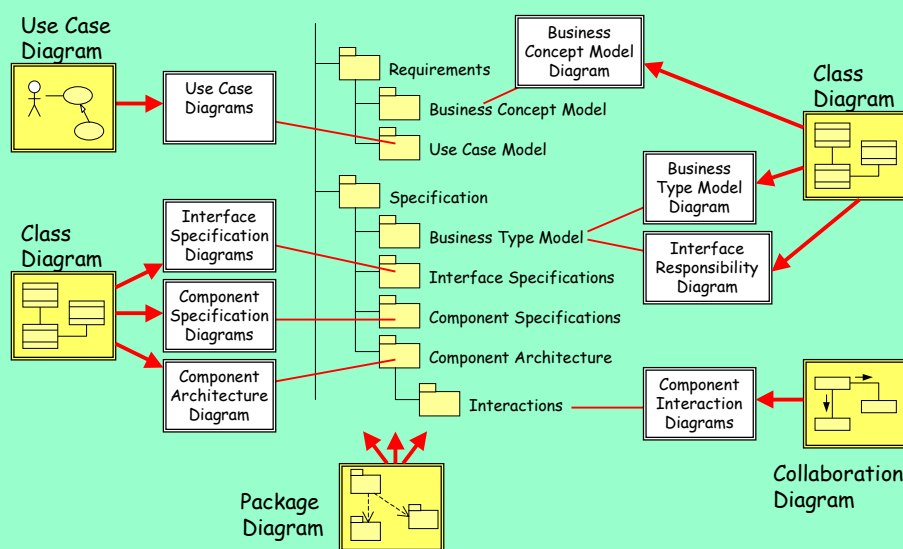 Use Case
Diagram
Use Case
Diagrams
Requirements
Business Concept Model
Use Case Model
Business
Concept Model
Diagram
Class
Diagram
Specification
Business Type Model
Interface Specifications
Component Specifications
Component Architecture
Interactions
Business
Type Model
Diagram
Interface
Responsibility
Diagram
Class
Diagram
Interface
Specification
Diagrams
Component
Specification
Diagrams
Component
Architecture
Diagram
Component
Interaction
Diagrams
Collaboration
Diagram
Package
Diagram